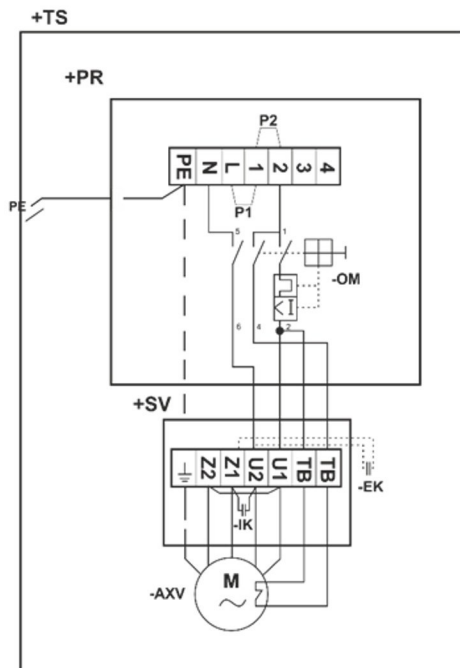 +TS
+PR
P2
PE N L 1 2 3 4
PE
P1
5 1
-OM
6 4 2
+SV
Z2 Z1 U2 U1 TB TB
-EK
-IK
M
-AXV